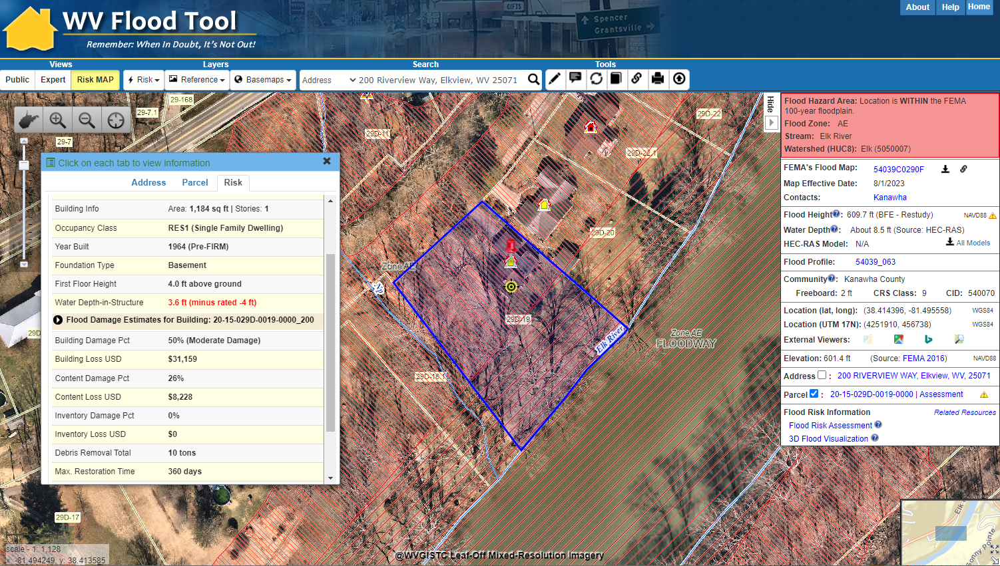 WV Flood Tool
Remember: When In Doubt, It's Not Out!
GIFTS
Spencer
Grantsville
About
Help
Home
Views
Layers
Search
Tools
Public
Expert
Risk MAP
Risk
Reference
Basemaps
Address
200 Riverview Way, Elkview, WV 25071
29-168
29-7.1
29-7
29D-11
29D-22
29D-22.1
29D-20
Zone AE
Np
29D-19
Elk River
Zone AE
FLOODWAY
29D-18.1
29D
29D-17
Click on each tab to view information
Address
Parcel
Risk
Building Info Area: 1,184 sq ft | Stories: 1
Occupancy Class RES1 (Single Family Dwelling)
Year Built 1964 (Pre-FIRM)
Foundation Type Basement
First Floor Height 4.0 ft above ground
Water Depth-in-Structure 3.6 ft (minus rated -4 ft)
Flood Damage Estimates for Building: 20-15-029D-0019-0000_200
Building Damage Pct 50% (Moderate Damage)
Building Loss USD $31,159
Content Damage Pct 26%
Content Loss USD $8,228
Inventory Damage Pct 0%
Inventory Loss USD $0
Debris Removal Total 10 tons
Max. Restoration Time 360 days
Hide
Flood Hazard Area: Location is WITHIN the FEMA
100-year floodplain.
Flood Zone: AE
Stream: Elk River
Watershed (HUC8): Elk (5050007)
FEMA's Flood Map: 54039C0290F
Map Effective Date: 8/1/2023
Contacts: Kanawha
Flood Height: 609.7 ft (BFE - Restudy) NAVD88
Water Depth: About 8.5 ft (Source: HEC-RAS)
HEC-RAS Model: N/A All Models
Flood Profile: 54039_063
Community: Kanawha County
Freeboard: 2 ft CRS Class: 9 CID: 540070
Location (lat, long): (38.414396, -81.495558) WGS84
Location (UTM 17N): (4251910, 456738) WGS84
External Viewers:
Elevation: 601.4 ft (Source: FEMA 2016) NAVD88
Address : 200 RIVERVIEW WAY, Elkview, WV, 25071
Parcel : 20-15-029D-0019-0000 | Assessment
Flood Risk Information Related Resources
Flood Risk Assessment
3D Flood Visualization
scale - 1: 1,128
x: -81.494249, y: 38.413585
@WVGISTC Leaf-Off Mixed-Resolution Imagery